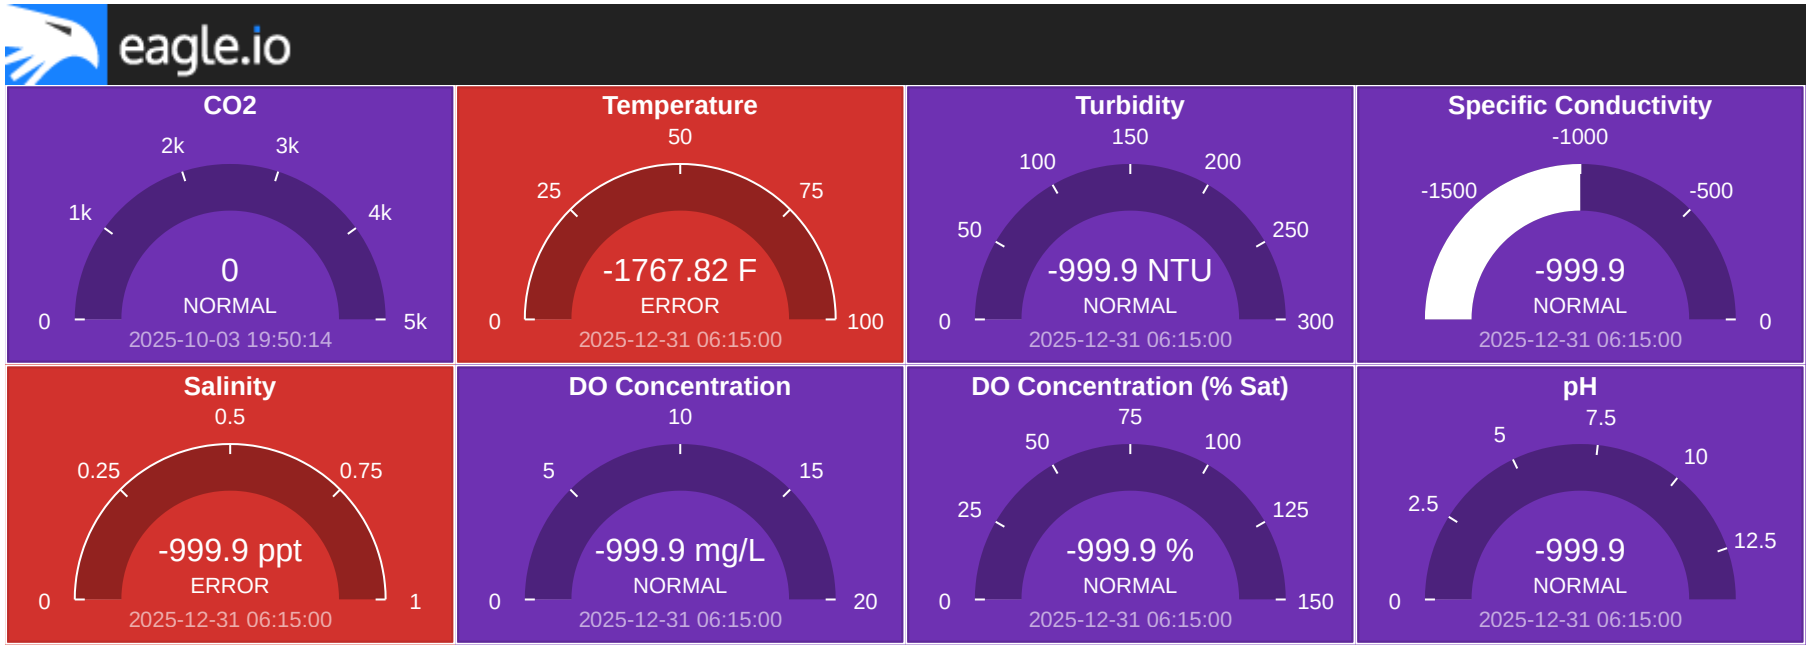 eagle.io
CO2
2k 3k
1k 4k
0
NORMAL
0 5k
2025-10-03 19:50:14
Temperature
50
25 75
-1767.82 F
ERROR
0 100
2025-12-31 06:15:00
Turbidity
150
100 200
50 250
-999.9 NTU
NORMAL
0 300
2025-12-31 06:15:00
Specific Conductivity
-1000
-1500 -500
-999.9
NORMAL
0
2025-12-31 06:15:00
Salinity
0.5
0.25 0.75
-999.9 ppt
ERROR
0 1
2025-12-31 06:15:00
DO Concentration
10
5 15
-999.9 mg/L
NORMAL
0 20
2025-12-31 06:15:00
DO Concentration (% Sat)
75
50 100
25 125
-999.9 %
NORMAL
0 150
2025-12-31 06:15:00
pH
7.5
5 10
2.5 12.5
-999.9
NORMAL
0
2025-12-31 06:15:00